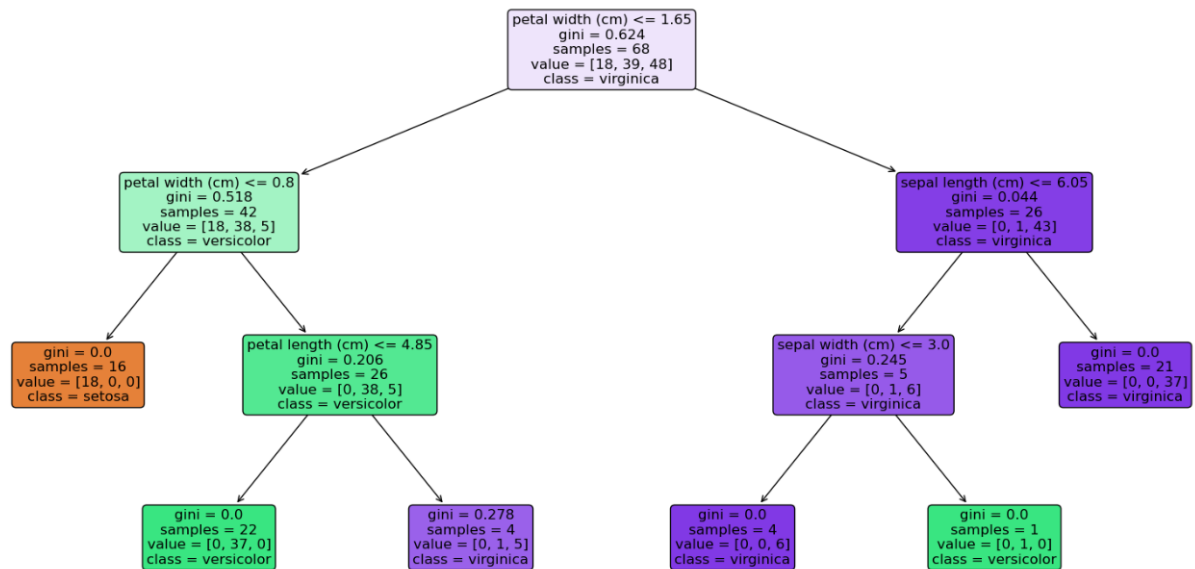 petal width (cm) <= 1.65
gini = 0.624
samples = 68
value = [18, 39, 48]
class = virginica
petal width (cm) <= 0.8
gini = 0.518
samples = 42
value = [18, 38, 5]
class = versicolor
sepal length (cm) <= 6.05
gini = 0.044
samples = 26
value = [0, 1, 43]
class = virginica
gini = 0.0
samples = 16
value = [18, 0, 0]
class = setosa
petal length (cm) <= 4.85
gini = 0.206
samples = 26
value = [0, 38, 5]
class = versicolor
sepal width (cm) <= 3.0
gini = 0.245
samples = 5
value = [0, 1, 6]
class = virginica
gini = 0.0
samples = 21
value = [0, 0, 37]
class = virginica
gini = 0.0
samples = 22
value = [0, 37, 0]
class = versicolor
gini = 0.278
samples = 4
value = [0, 1, 5]
class = virginica
gini = 0.0
samples = 4
value = [0, 0, 6]
class = virginica
gini = 0.0
samples = 1
value = [0, 1, 0]
class = versicolor